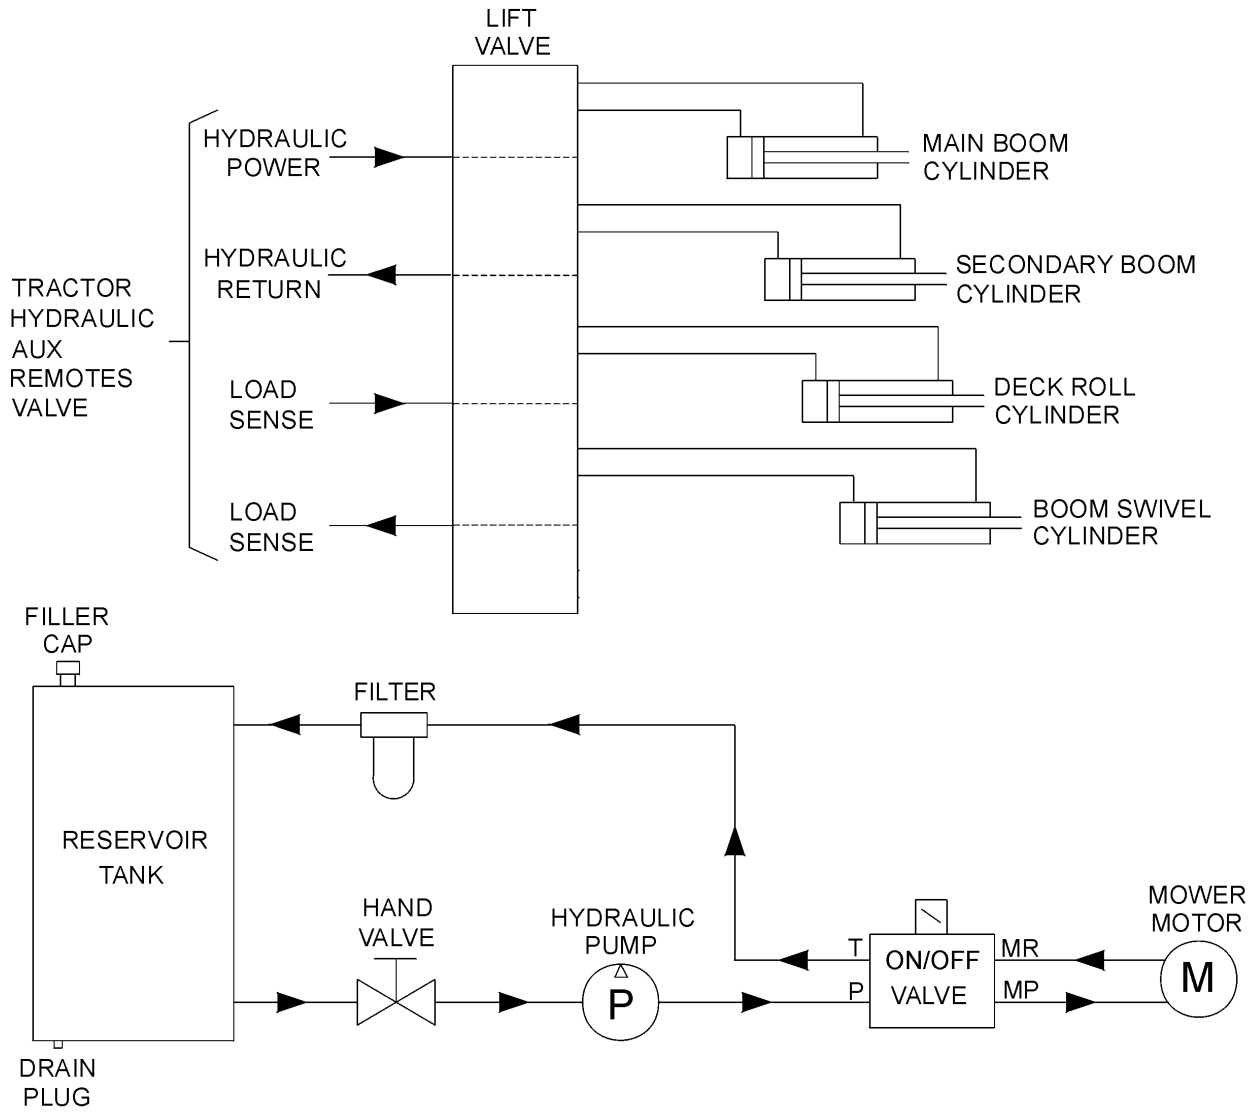 LIFT
VALVE
HYDRAULIC
POWER
MAIN BOOM
CYLINDER
HYDRAULIC
RETURN
SECONDARY BOOM
CYLINDER
TRACTOR
HYDRAULIC
AUX
REMOTES
VALVE
LOAD
SENSE
DECK ROLL
CYLINDER
LOAD
SENSE
BOOM SWIVEL
CYLINDER
FILLER
CAP
FILTER
RESERVOIR
TANK
HAND
VALVE
HYDRAULIC
PUMP
P
T
P
ON/OFF
VALVE
MR
MP
MOWER
MOTOR
M
DRAIN
PLUG